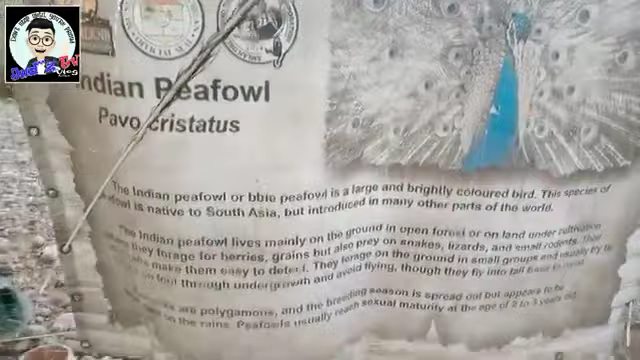 OFFICIAL SEAL
Indian Peafowl
Pavo cristatus
The Indian peafowl or bbie peafowl is a large and brightly coloured bird. This species of
is native to South Asia, but introduced in many other parts of the world.
The Indian peafowl lives mainly on the ground in open forest or on land under cultivation
they forage for berries, grains but also prey on snakes, lizards, and small rodents. Their
make them easy to detect. They forage on the ground in small groups and usually try to
on foot through undergrowth and avoid flying, though they fly into tall trees to roost.
are polygamous, and the breeding season is spread out but appears to be
on the rains. Peafowls usually reach sexual maturity at the age of 2 to 3 years old.